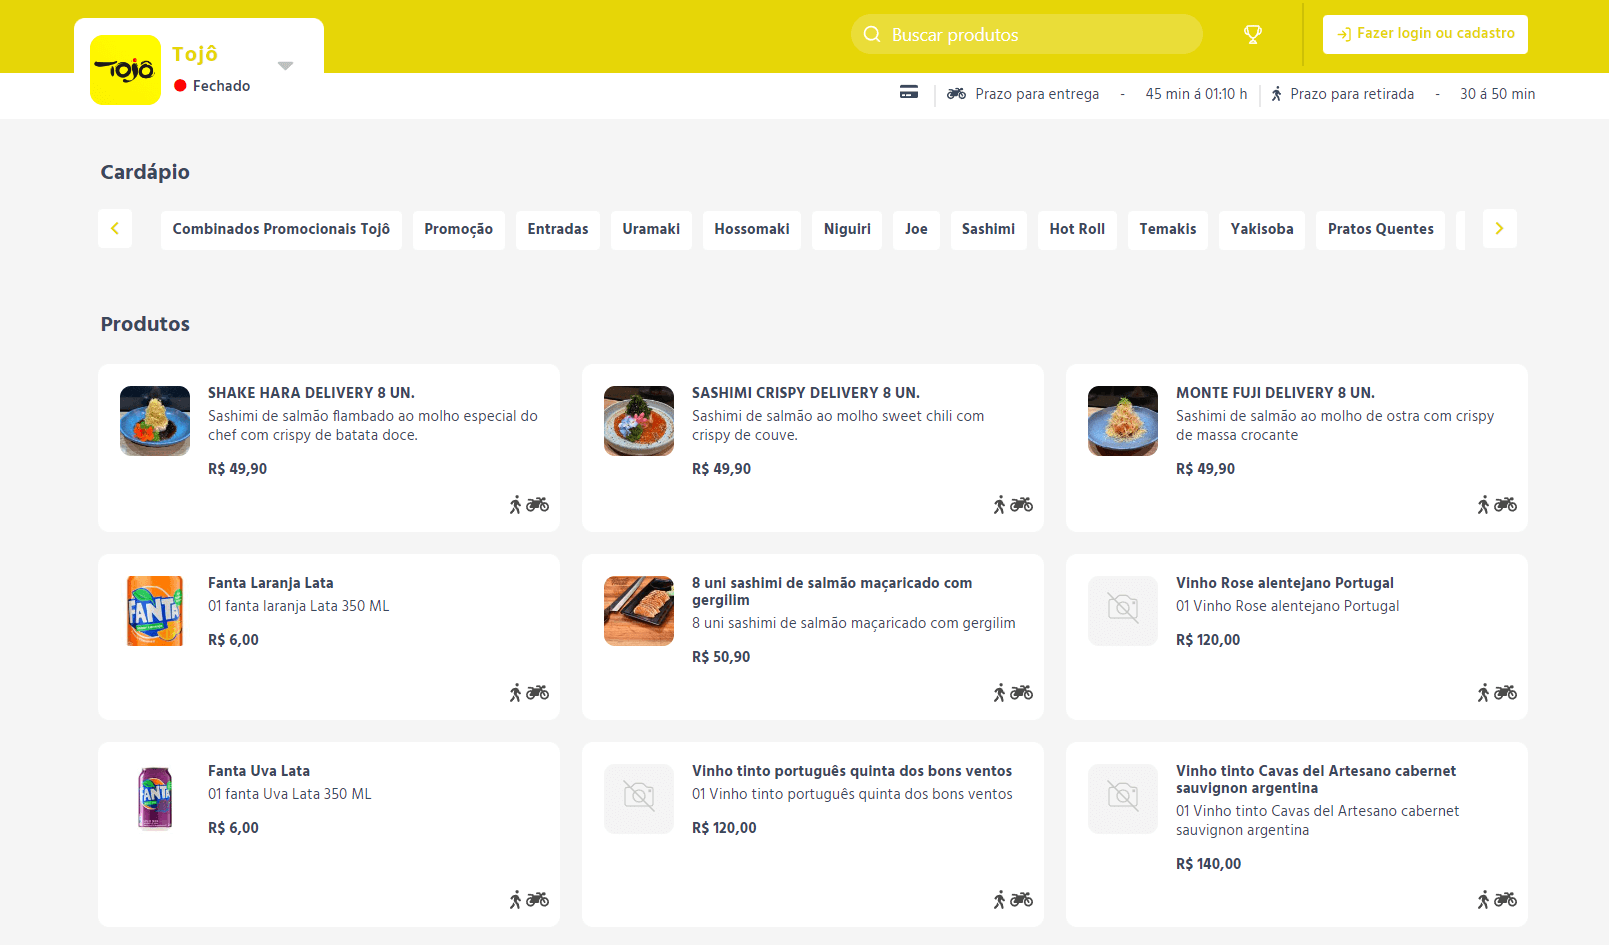 Tojô
Tojô
Fechado
Buscar produtos
Fazer login ou cadastro
Prazo para entrega - 45 min á 01:10 h
Prazo para retirada - 30 á 50 min
Cardápio
Combinados Promocionais Tojô
Promoção
Entradas
Uramaki
Hossomaki
Niguiri
Joe
Sashimi
Hot Roll
Temakis
Yakisoba
Pratos Quentes
Produtos
SHAKE HARA DELIVERY 8 UN.
Sashimi de salmão flambado ao molho especial do
chef com crispy de batata doce.
R$ 49,90
SASHIMI CRISPY DELIVERY 8 UN.
Sashimi de salmão ao molho sweet chili com
crispy de couve.
R$ 49,90
MONTE FUJI DELIVERY 8 UN.
Sashimi de salmão ao molho de ostra com crispy
de massa crocante
R$ 49,90
FANTA
Fanta Laranja Lata
01 fanta laranja Lata 350 ML
R$ 6,00
8 uni sashimi de salmão maçaricado com
gergilim
8 uni sashimi de salmão maçaricado com gergilim
R$ 50,90
Vinho Rose alentejano Portugal
01 Vinho Rose alentejano Portugal
R$ 120,00
FANTA
Fanta Uva Lata
01 fanta Uva Lata 350 ML
R$ 6,00
Vinho tinto português quinta dos bons ventos
01 Vinho tinto português quinta dos bons ventos
R$ 120,00
Vinho tinto Cavas del Artesano cabernet
sauvignon argentina
01 Vinho tinto Cavas del Artesano cabernet
sauvignon argentina
R$ 140,00